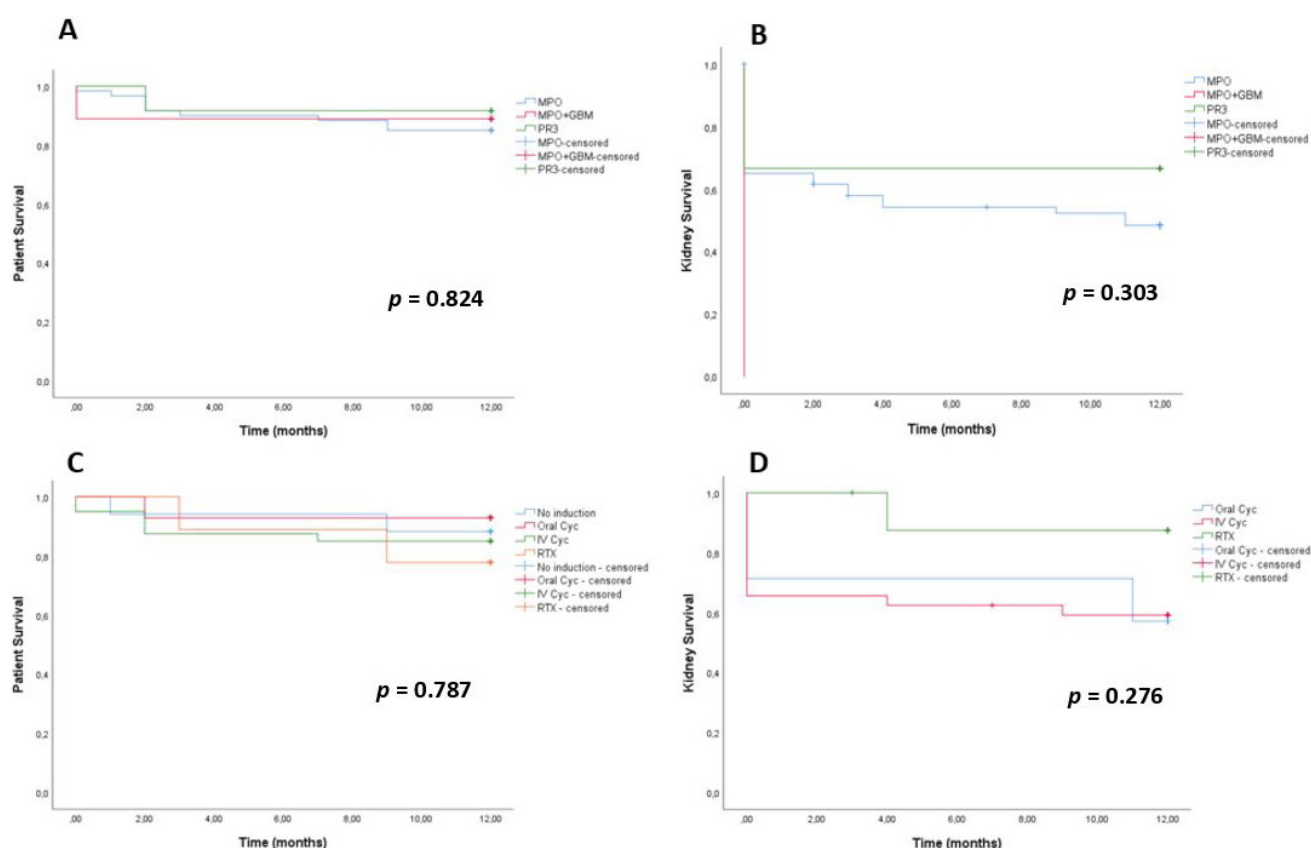 A
Patient Survival
1,0
0,8
0,6
0,4
0,2
0,0
,00 2,00 4,00 6,00 8,00 10,00 12,00
Time (months)
MPO
MPO+GBM
PR3
MPO-censored
MPO+GBM-censored
PR3-censored
p = 0.824
B
Kidney Survival
1,0
0,8
0,6
0,4
0,2
0,0
,00 2,00 4,00 6,00 8,00 10,00 12,00
Time (months)
MPO
MPO+GBM
PR3
MPO-censored
MPO+GBM-censored
PR3-censored
p = 0.303
C
Patient Survival
1,0
0,8
0,6
0,4
0,2
0,0
,00 2,00 4,00 6,00 8,00 10,00 12,00
Time (months)
No induction
Oral Cyc
IV Cyc
RTX
No induction - censored
Oral Cyc - censored
IV Cyc - censored
RTX - censored
p = 0.787
D
Kidney Survival
1,0
0,8
0,6
0,4
0,2
0,0
,00 2,00 4,00 6,00 8,00 10,00 12,00
Time (months)
Oral Cyc
IV Cyc
RTX
Oral Cyc - censored
IV Cyc - censored
RTX - censored
p = 0.276